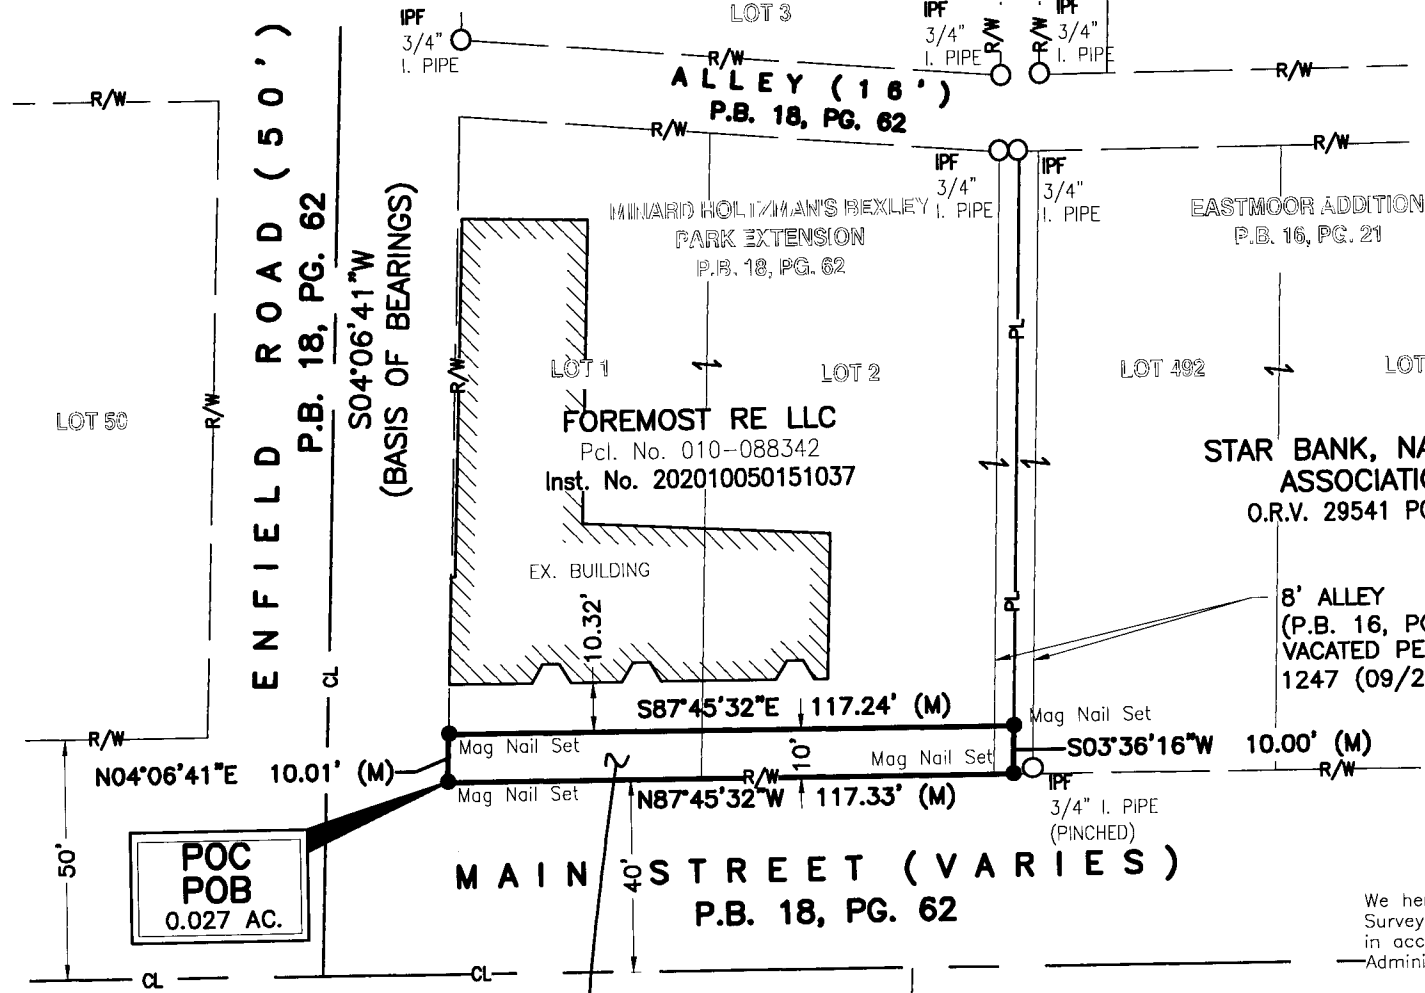 IPF
3/4"
I. PIPE
LOT 3
IPF
3/4"
I. PIPE
R/W
R/W
IPF
3/4"
I. PIPE
R/W
R/W
R/W
ALLEY (16')
P.B. 18, PG. 62
R/W
R/W
ENFIELD ROAD (50')
P.B. 18, PG. 62
S04°06'41"W
(BASIS OF BEARINGS)
IPF
3/4"
I. PIPE
IPF
3/4"
I. PIPE
MINARD HOLTZMAN'S BEXLEY
PARK EXTENSION
P.B. 18, PG. 62
EASTMOOR ADDITION
P.B. 16, PG. 21
PL
R/W
R/W
LOT 50
LOT 1
LOT 2
LOT 492
LOT
FOREMOST RE LLC
Pcl. No. 010-088342
Inst. No. 202010050151037
STAR BANK, NA
ASSOCIATI
O.R.V. 29541 P
EX. BUILDING
10.32'
PL
8' ALLEY
(P.B. 16, P
VACATED PE
1247 (09/2
CL
S87°45'32"E 117.24' (M)
Mag Nail Set
R/W
Mag Nail Set
10'
Mag Nail Set
S03°36'16"W 10.00' (M)
R/W
N04°06'41"E 10.01' (M)
Mag Nail Set
R/W
N87°45'32"W 117.33' (M)
IPF
3/4" I. PIPE
(PINCHED)
50'
POC
POB
0.027 AC.
40'
MAIN STREET (VARIES)
P.B. 18, PG. 62
We he
Survey
in acc
Admini
CL
CL